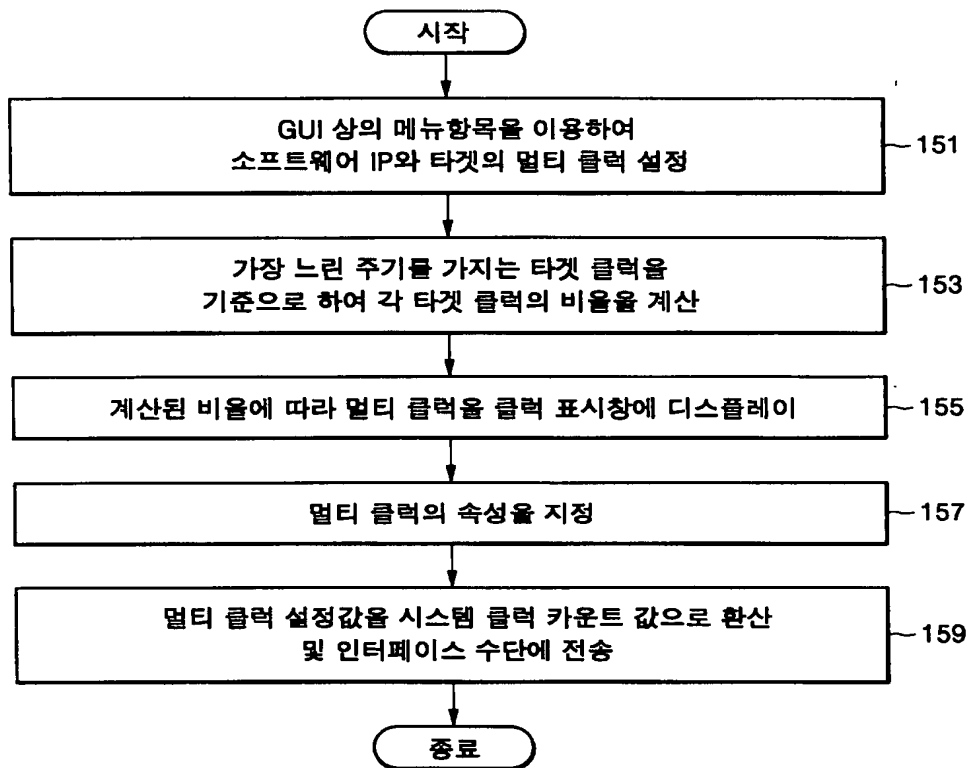 시작
GUI 상의 메뉴항목을 이용하여
소프트웨어 IP와 타겟의 멀티 클럭 설정
151
가장 느린 주기를 가지는 타겟 클럭을
기준으로 하여 각 타겟 클럭의 비율을 계산
153
계산된 비율에 따라 멀티 클럭을 클럭 표시창에 디스플레이
155
멀티 클럭의 속성을 지정
157
멀티 클럭 설정값을 시스템 클럭 카운트 값으로 환산
및 인터페이스 수단에 전송
159
종료